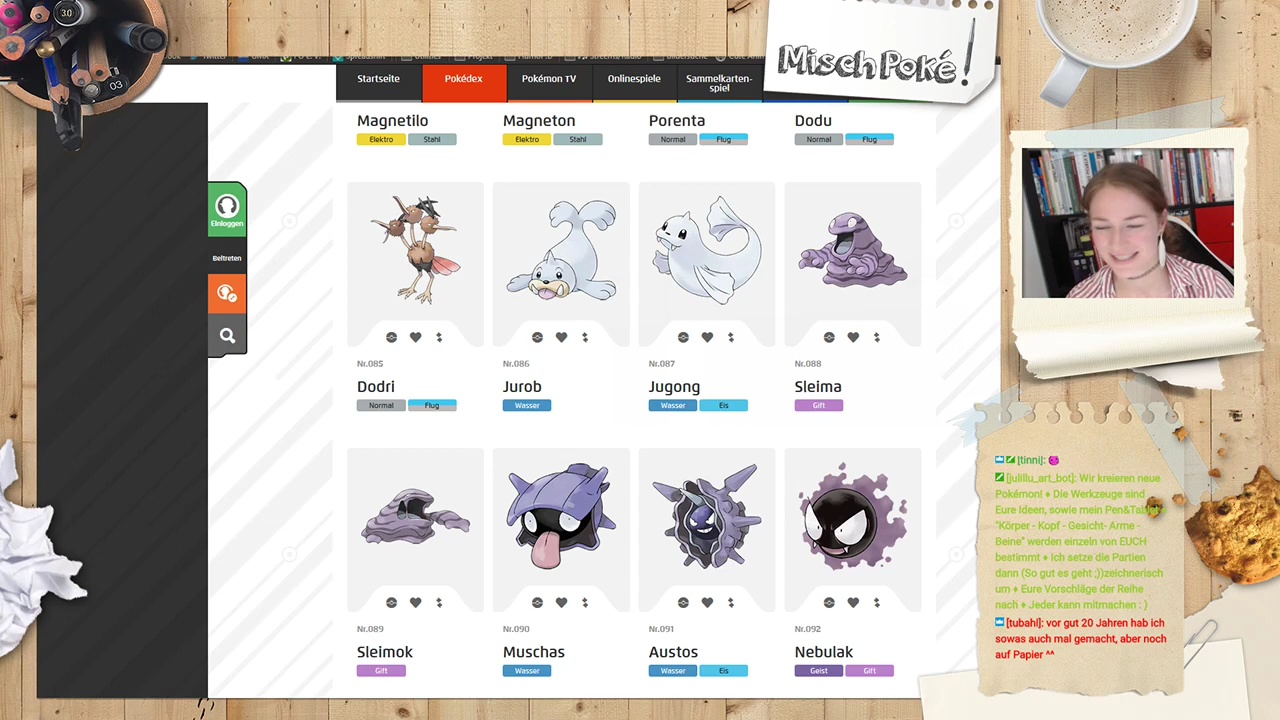 3.0
03
Misch Poké!
Startseite
Pokédex
Pokémon TV
Onlinespiele
Sammelkarten-
spiel
Magnetilo
Magneton
Porenta
Dodu
Elektro Stahl
Elektro Stahl
Normal Flug
Normal Flug
Einloggen
Beitreten
Nr.085
Nr.086
Nr.087
Nr.088
Dodri
Jurob
Jugong
Sleima
Normal Flug
Wasser
Wasser Eis
Gift
Nr.089
Nr.090
Nr.091
Nr.092
Sleimok
Muschas
Austos
Nebulak
Gift
Wasser
Wasser Eis
Geist Gift
[tinni]:
[julillu_art_bot]: Wir kreieren neue
Pokémon! ♦ Die Werkzeuge sind
Eure Ideen, sowie mein Pen&Tablet
"Körper - Kopf - Gesicht- Arme -
Beine" werden einzeln von EUCH
bestimmt ♦ Ich setze die Partien
dann (So gut es geht ;))zeichnerisch
um ♦ Eure Vorschläge der Reihe
nach ♦ Jeder kann mitmachen : )
[tubahl]: vor gut 20 Jahren hab ich
sowas auch mal gemacht, aber noch
auf Papier ^^